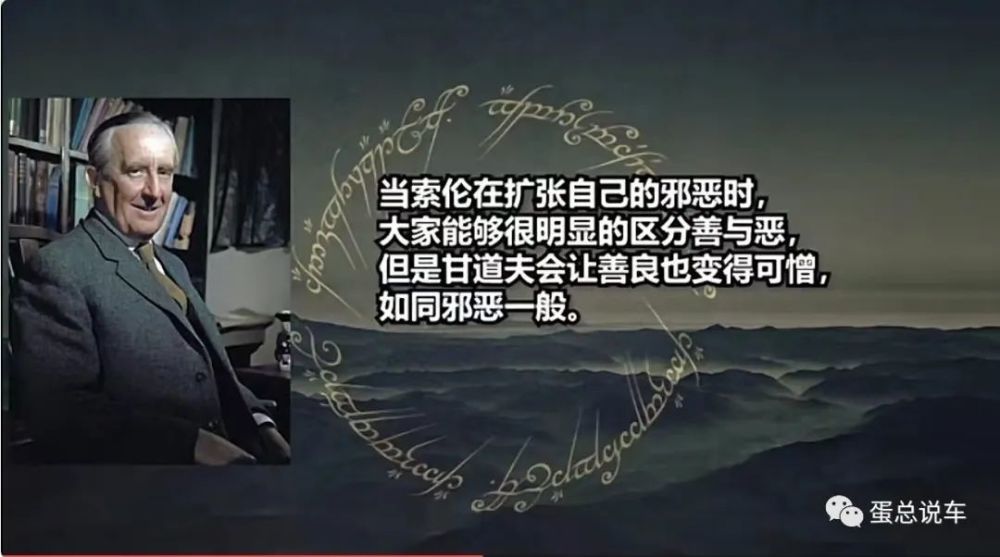 当索伦在扩张自己的邪恶时，
大家能够很明显的区分善与恶，
但是甘道夫会让善良也变得可憎，
如同邪恶一般。
蛋总说车